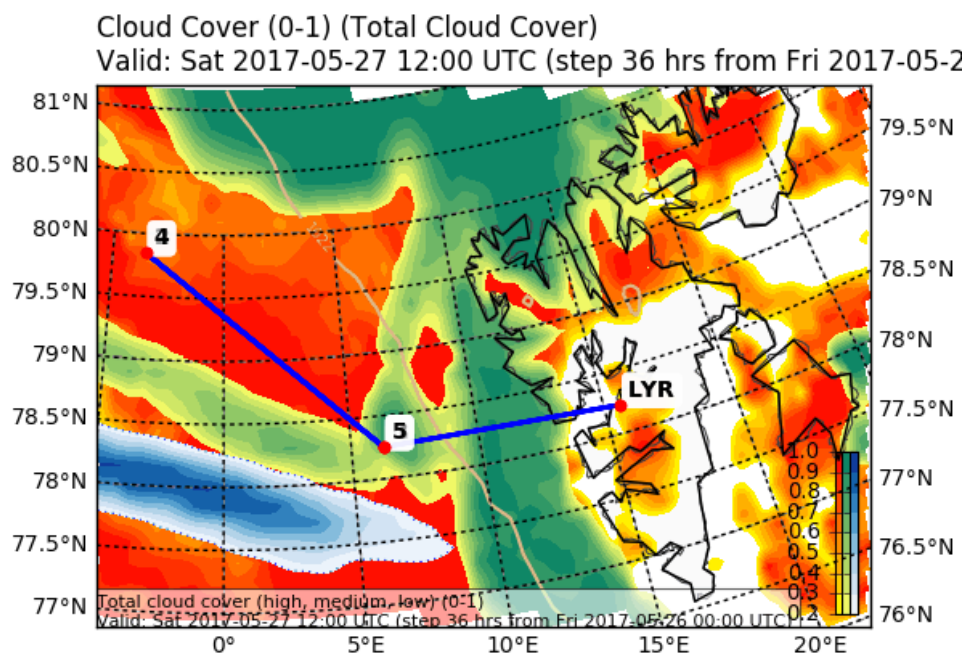 Cloud Cover (0-1) (Total Cloud Cover)
Valid: Sat 2017-05-27 12:00 UTC (step 36 hrs from Fri 2017-05-2
81°N
80.5°N
80°N
79.5°N
79°N
78.5°N
78°N
77.5°N
77°N
79.5°N
79°N
78.5°N
78°N
77.5°N
77°N
76.5°N
76°N
4
5
LYR
1.0
0.9
0.8
0.7
0.6
0.5
0.4
0.3
0.2
Total cloud cover (high, medium, low) (0-1)
Valid: Sat 2017-05-27 12:00 UTC (step 36 hrs from Fri 2017-05-26 00:00 UTC)
0°
5°E
10°E
15°E
20°E